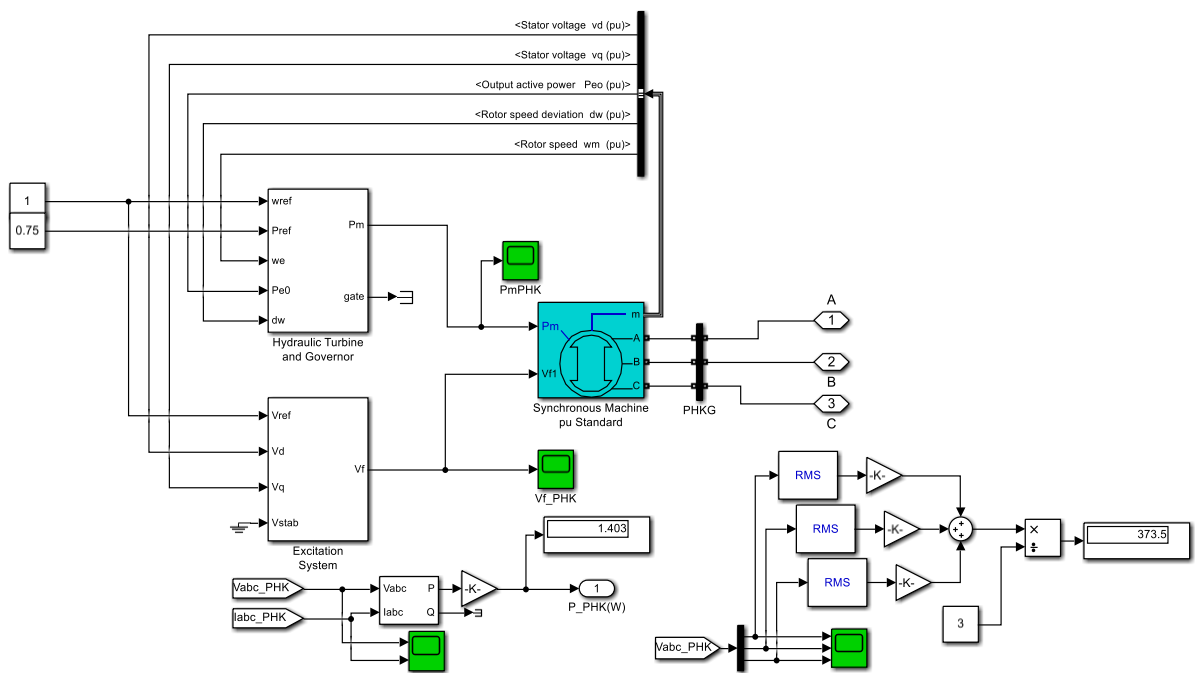 <Stator voltage vd (pu)>
<Stator voltage vq (pu)>
<Output active power Peo (pu)>
<Rotor speed deviation dw (pu)>
<Rotor speed wm (pu)>
1
0.75
wref
Pref
we
Pe0
dw
Pm
gate
Hydraulic Turbine
and Governor
PmPHK
Pm
Vf1
m
A
B
C
Synchronous Machine
pu Standard
PHKG
A
1
2
B
3
C
Vref
Vd
Vq
Vstab
Vf
Excitation
System
Vf_PHK
1.403
Vabc_PHK
Iabc_PHK
Vabc
Iabc
P
Q
-K-
1
P_PHK(W)
RMS
-K-
RMS
-K-
RMS
-K-
+
+
+
×
÷
373.5
3
Vabc_PHK